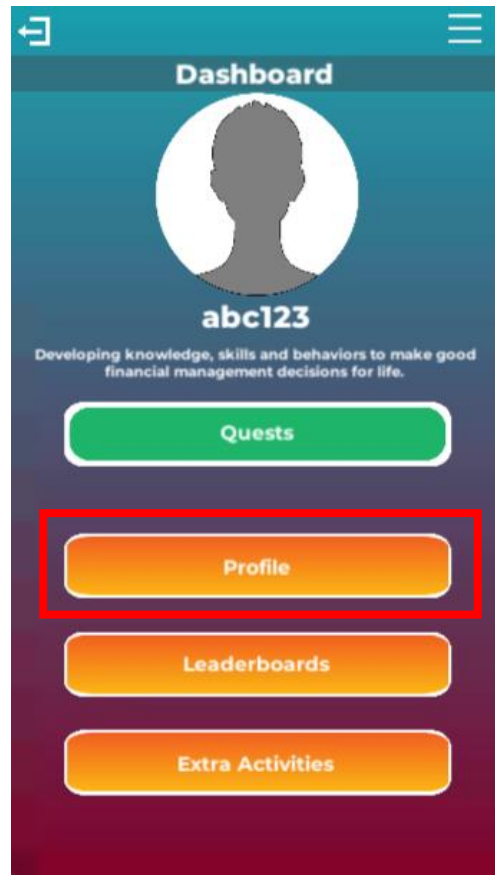 Dashboard
abc123
Developing knowledge, skills and behaviors to make good
financial management decisions for life.
Quests
Profile
Leaderboards
Extra Activities